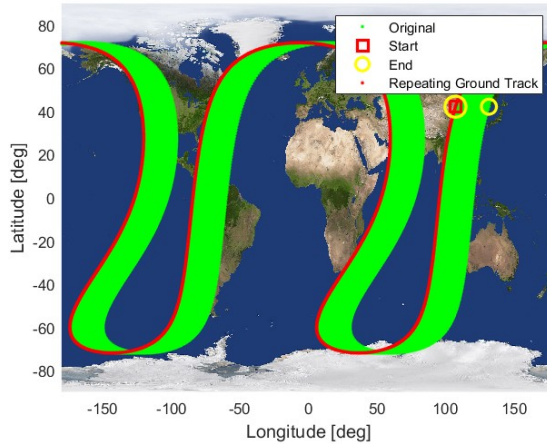 Original
Start
End
Repeating Ground Track
Latitude [deg]
80
60
40
20
0
-20
-40
-60
-80
-150
-100
-50
0
50
100
150
Longitude [deg]